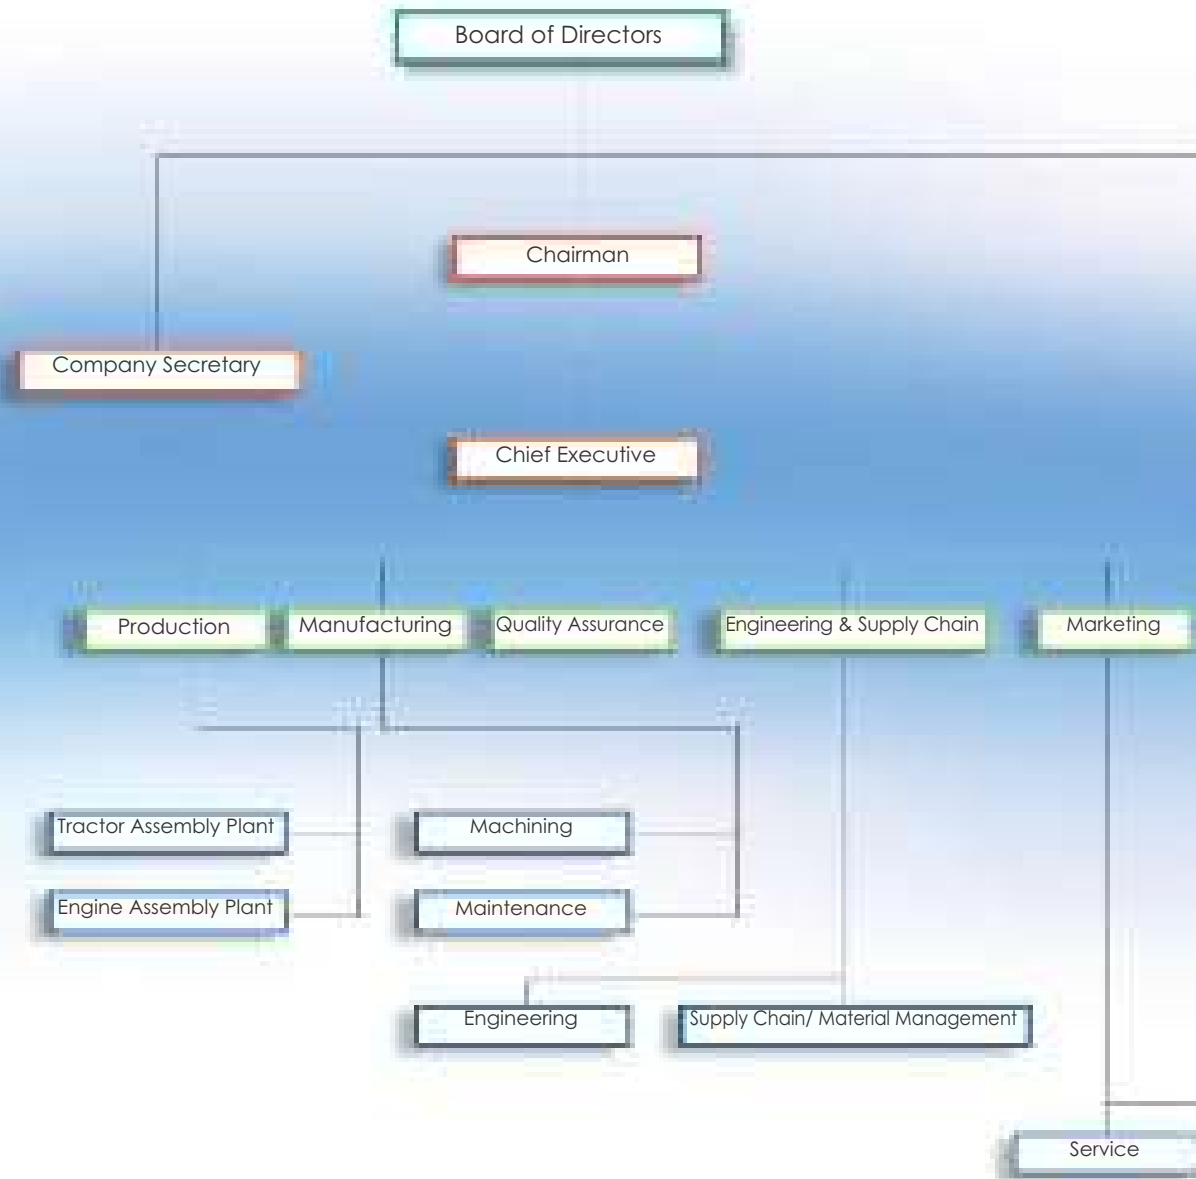 Board of Directors
Chairman
Company Secretary
Chief Executive
Production
Manufacturing
Quality Assurance
Engineering & Supply Chain
Marketing
Tractor Assembly Plant
Machining
Engine Assembly Plant
Maintenance
Engineering
Supply Chain/ Material Management
Service